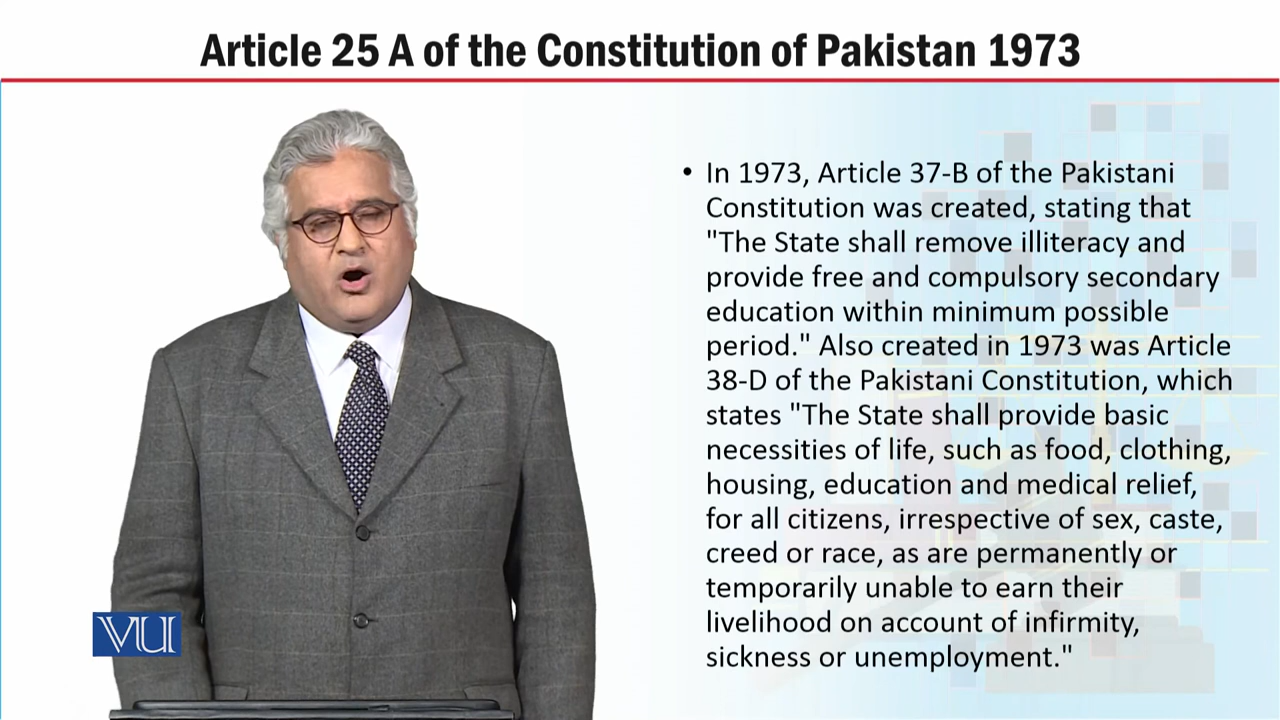 Article 25 A of the Constitution of Pakistan 1973
• In 1973, Article 37-B of the Pakistani
Constitution was created, stating that
"The State shall remove illiteracy and
provide free and compulsory secondary
education within minimum possible
period." Also created in 1973 was Article
38-D of the Pakistani Constitution, which
states "The State shall provide basic
necessities of life, such as food, clothing,
housing, education and medical relief,
for all citizens, irrespective of sex, caste,
creed or race, as are permanently or
temporarily unable to earn their
livelihood on account of infirmity,
sickness or unemployment."
VU